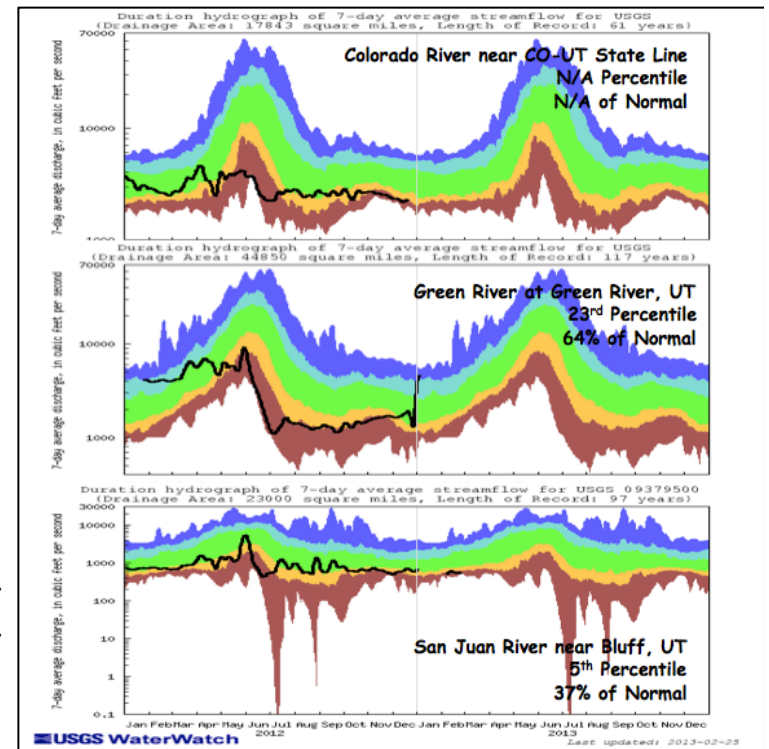 Duration hydrograph of 7-day average streamflow for USGS
(Drainage Area: 17843 square miles, Length of Record: 61 years)
70000
Colorado River near CO-UT State Line
N/A Percentile
N/A of Normal
10000
7-day average discharge, in cubic feet per second
1000
Duration hydrograph of 7-day average streamflow for USGS
(Drainage Area: 44850 square miles, Length of Record: 117 years)
70000
Green River at Green River, UT
23rd Percentile
64% of Normal
10000
7-day average discharge, in cubic feet per second
1000
Duration hydrograph of 7-day average streamflow for USGS 09379500
(Drainage Area: 23000 square miles, Length of Record: 97 years)
30000
10000
1000
100
10
1
0.1
7-day average discharge, in cubic feet per second
San Juan River near Bluff, UT
5th Percentile
37% of Normal
Jan Feb Mar Apr May Jun Jul Aug Sep Oct Nov Dec Jan Feb Mar Apr May Jun Jul Aug Sep Oct Nov Dec
2012 2013
USGS WaterWatch
Last updated: 2013-02-25